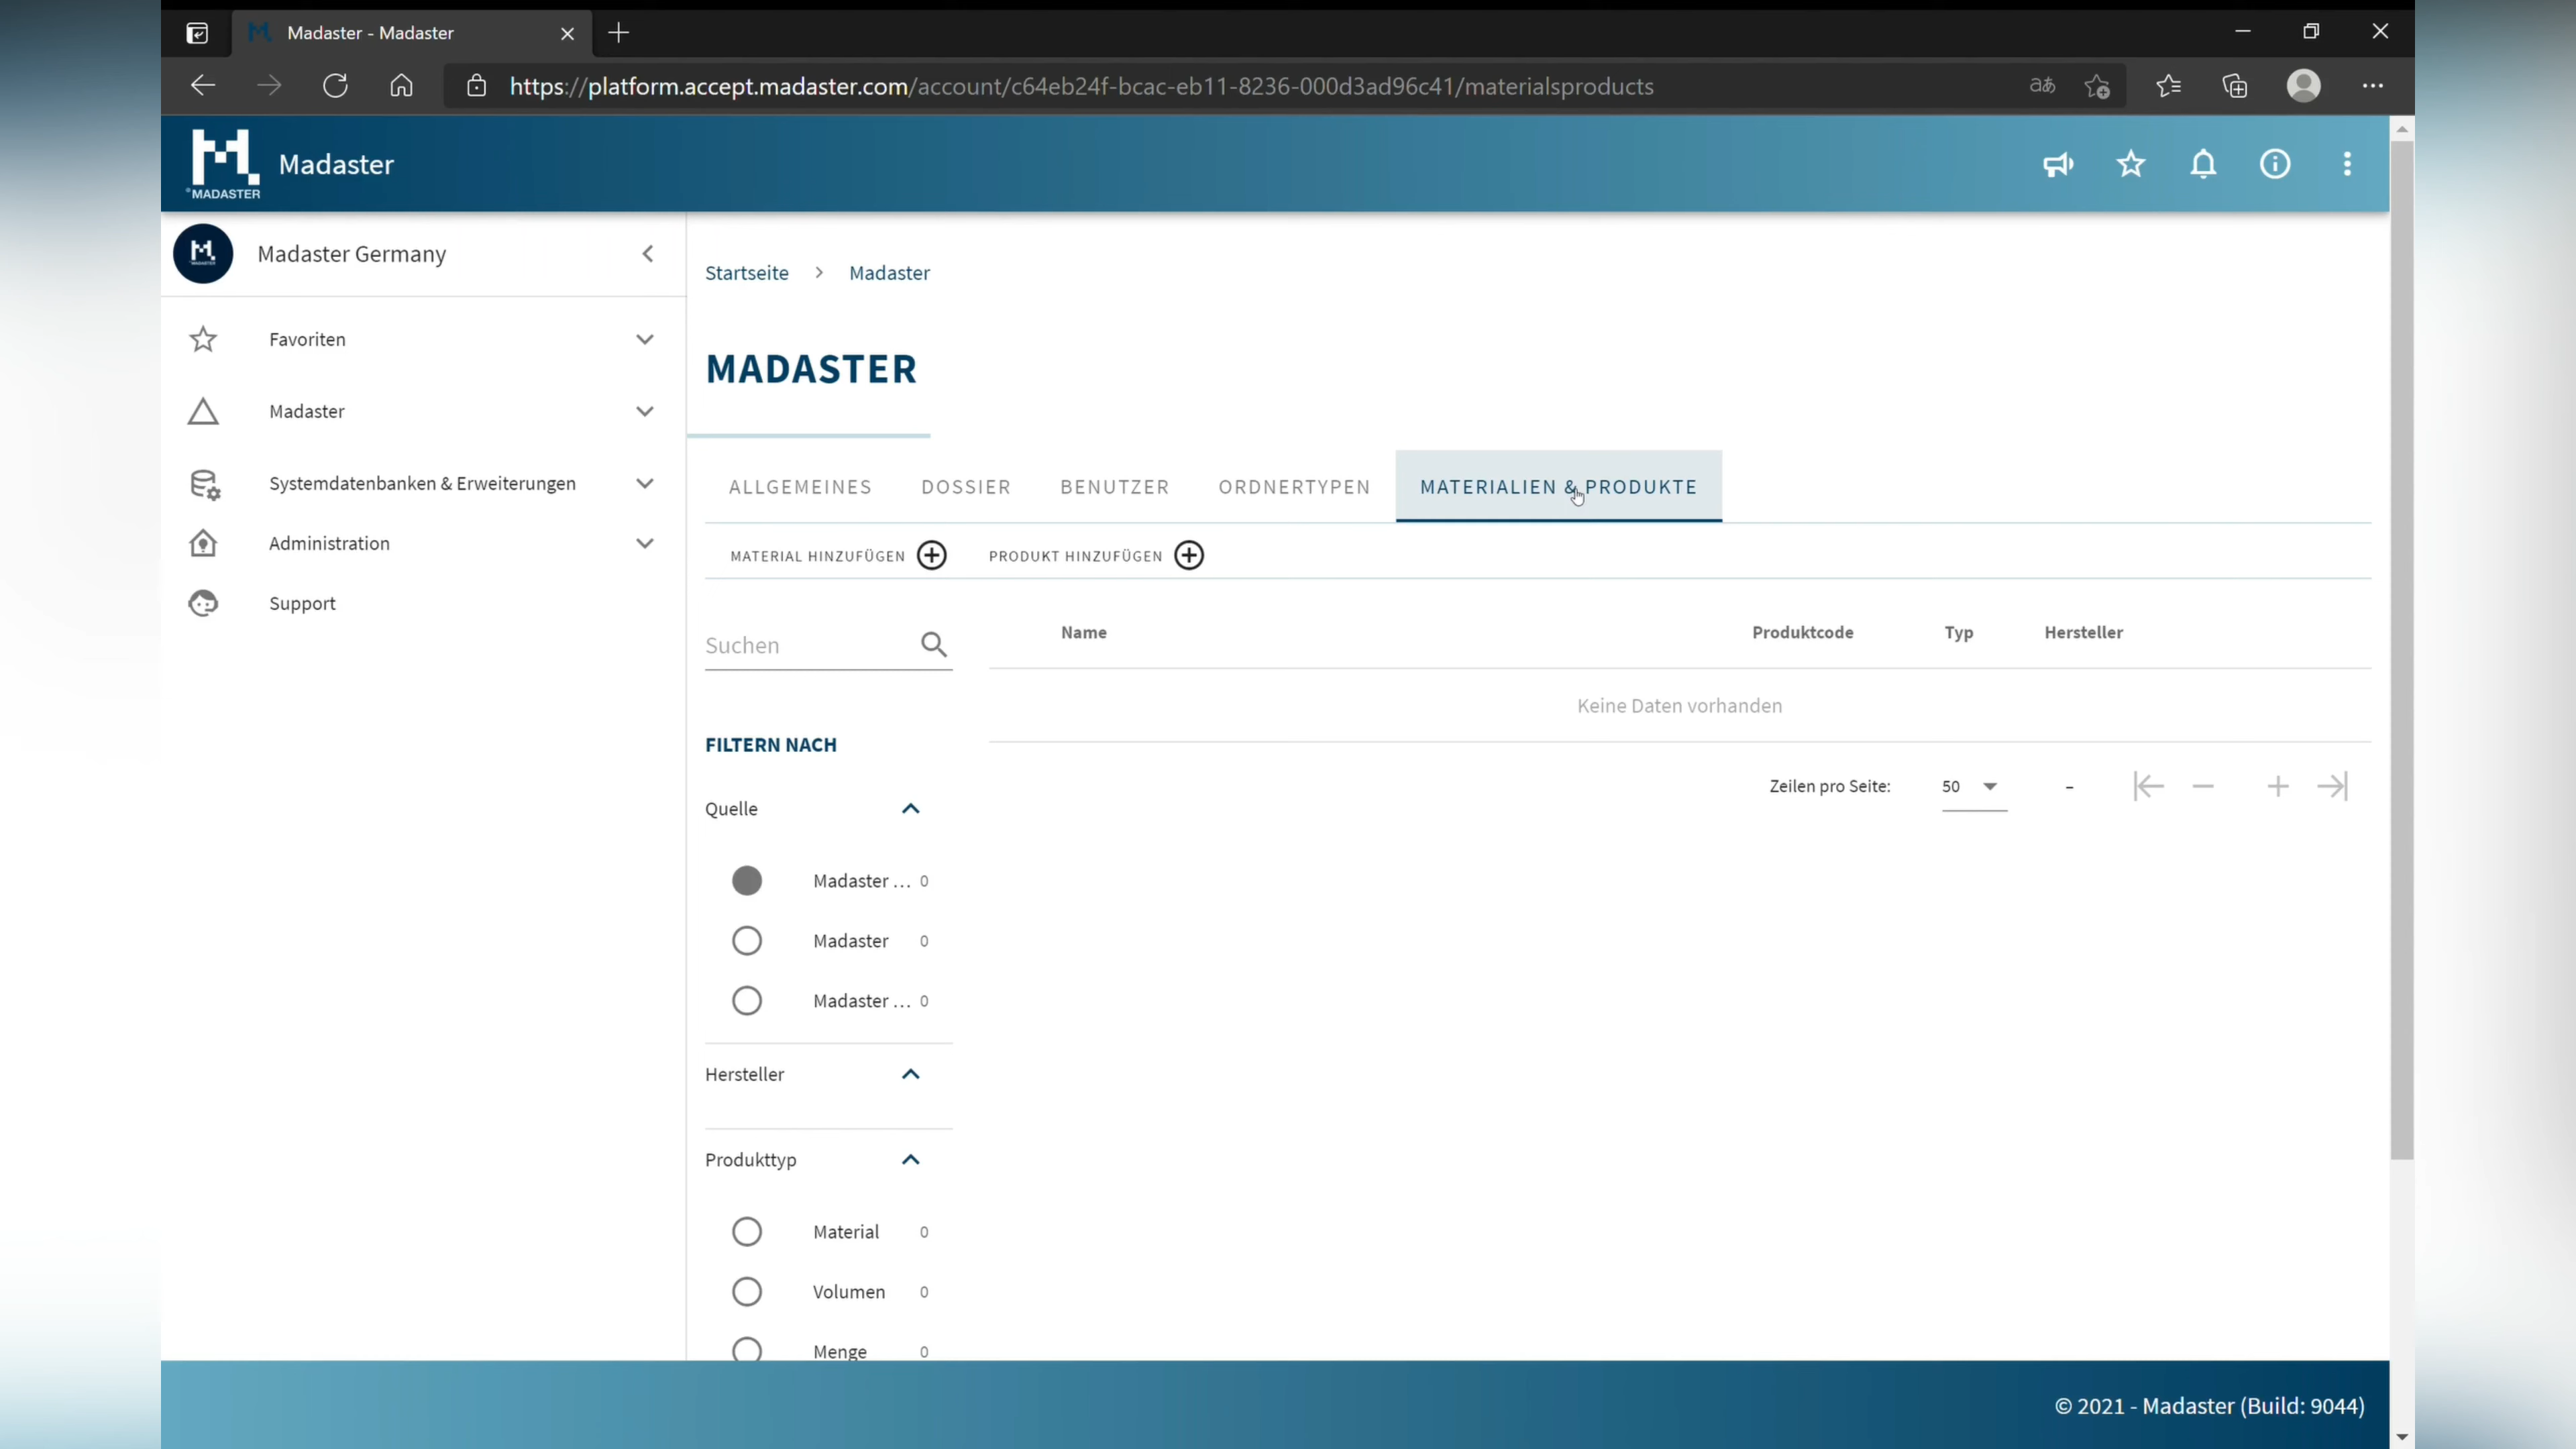 Madaster - Madaster
https://platform.accept.madaster.com/account/c64eb24f-bcac-eb11-8236-000d3ad96c41/materialsproducts
aあ
MADASTER
Madaster
Madaster Germany
Favoriten
Madaster
Systemdatenbanken & Erweiterungen
Administration
Support
Startseite > Madaster
MADASTER
ALLGEMEINES DOSSIER BENUTZER ORDNERTYPEN MATERIALIEN & PRODUKTE
MATERIAL HINZUFÜGEN PRODUKT HINZUFÜGEN
Suchen
Name Produktcode Typ Hersteller
Keine Daten vorhanden
Zeilen pro Seite: 50 –
FILTERN NACH
Quelle
Madaster ... 0
Madaster 0
Madaster ... 0
Hersteller
Produkttyp
Material 0
Volumen 0
Menge 0
© 2021 - Madaster (Build: 9044)